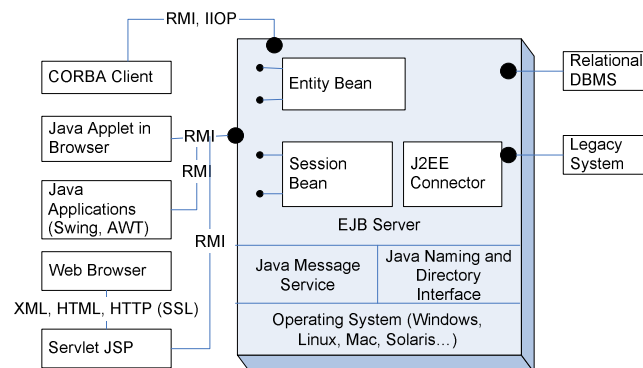 RMI, IIOP
CORBA Client
Entity Bean
Relational
DBMS
Java Applet in
Browser
RMI
RMI
Session
Bean
J2EE
Connector
Legacy
System
Java
Applications
(Swing, AWT)
EJB Server
RMI
Web Browser
Java Message
Service
Java Naming and
Directory
Interface
XML, HTML, HTTP (SSL)
Servlet JSP
Operating System (Windows,
Linux, Mac, Solaris…)